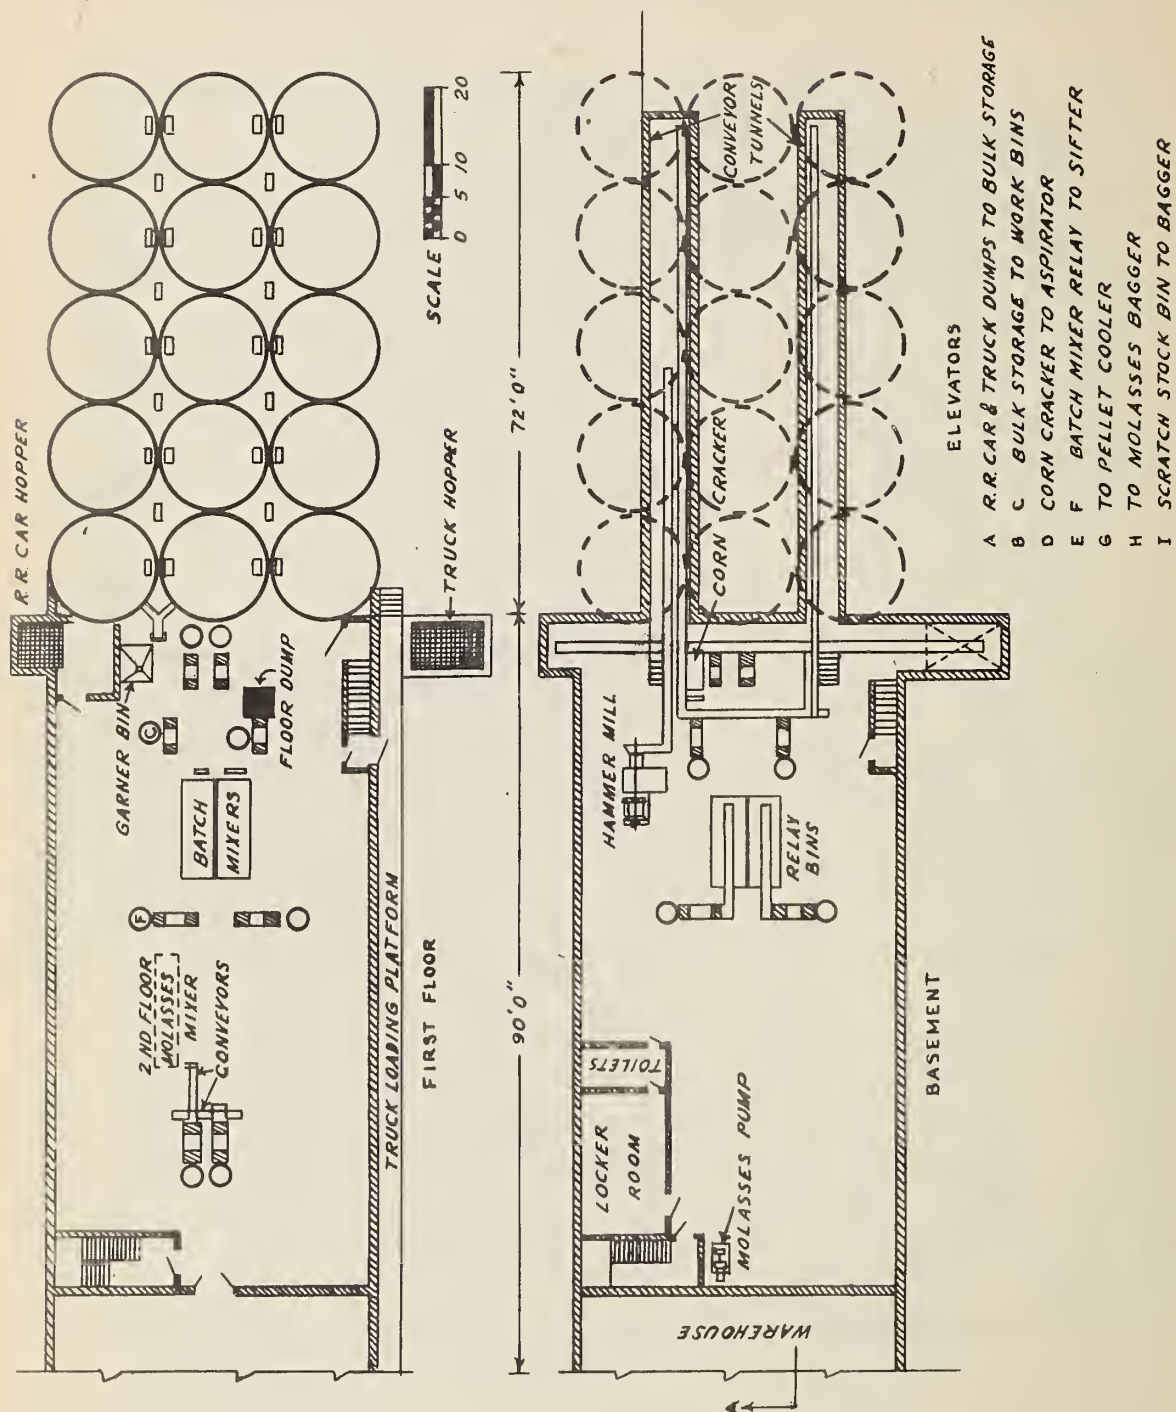 R.R. CAR HOPPER
GARNER BIN
C
FLOOR DUMP
BATCH
MIXERS
F
2ND FLOOR
MOLASSES
MIXER
CONVEYORS
TRUCK LOADING PLATFORM
FIRST FLOOR
SCALE
0 5 10 20
TRUCK HOPPER
90'0"
72'0"
CONVEYOR
TUNNELS
CORN CRACKER
HAMMER MILL
RELAY
BINS
TOILETS
LOCKER
ROOM
MOLASSES PUMP
WAREHOUSE
A
BASEMENT
ELEVATORS
A R.R. CAR & TRUCK DUMPS TO BULK STORAGE
B C BULK STORAGE TO WORK BINS
D CORN CRACKER TO ASPIRATOR
E F BATCH MIXER RELAY TO SIFTER
G TO PELLET COOLER
H TO MOLASSES BAGGER
I SCRATCH STOCK BIN TO BAGGER